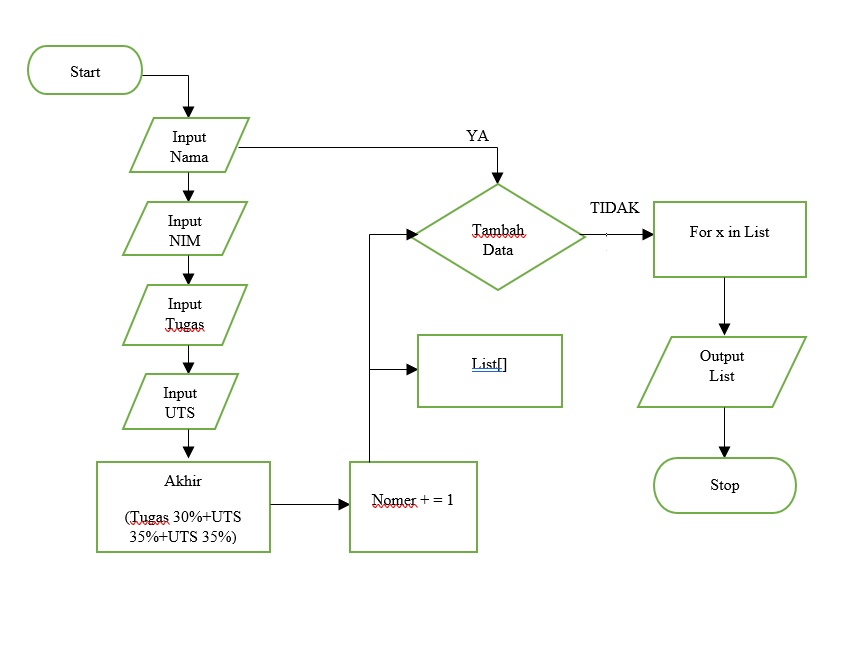 Start
Input
Nama
Input
NIM
Input
Tugas
Input
UTS
Akhir
(Tugas 30%+UTS
35%+UTS 35%)
Nomer + = 1
YA
Tambah
Data
List[]
TIDAK
For x in List
Output
List
Stop